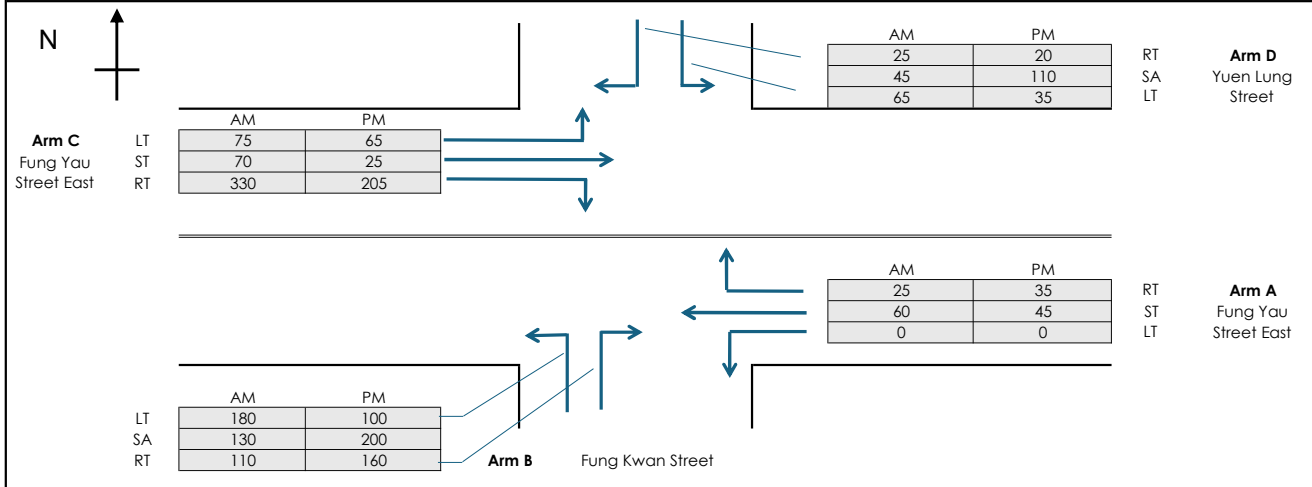 N
AM PM
25 20 RT Arm D
45 110 SA Yuen Lung
65 35 LT Street
AM PM
Arm C LT 75 65
Fung Yau ST 70 25
Street East RT 330 205
AM PM
25 35 RT Arm A
60 45 ST Fung Yau
0 0 LT Street East
AM PM
LT 180 100
SA 130 200
RT 110 160 Arm B Fung Kwan Street